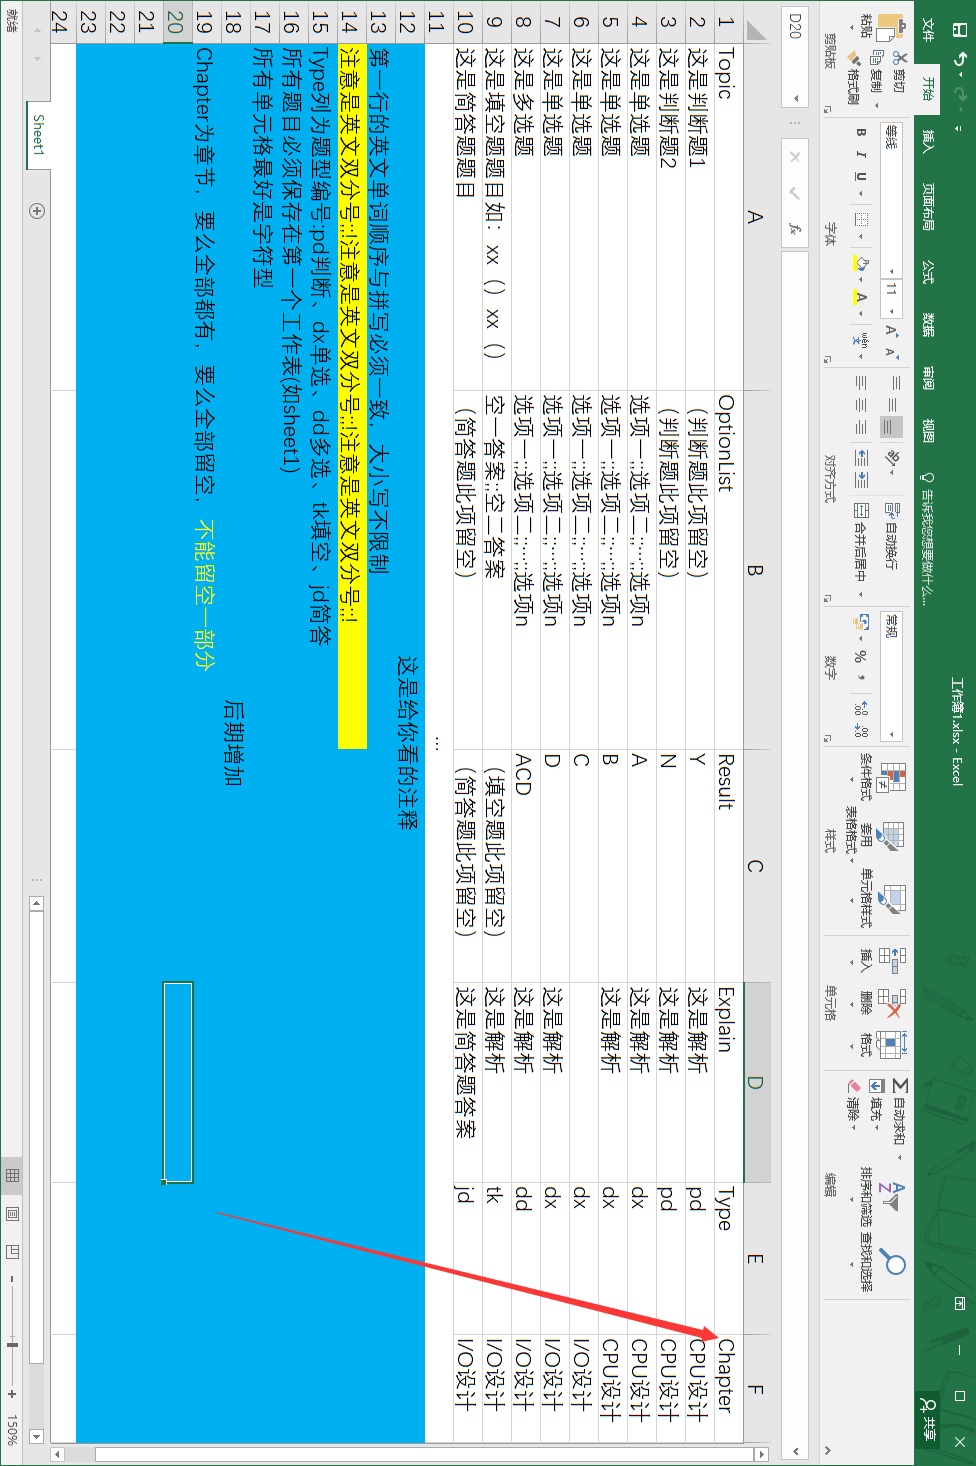 工作簿1.xlsx - Excel
文件 开始 插入 页面布局 公式 数据 审阅 视图 告诉我您想要做什么... 共享
粘贴 剪切 复制 格式刷 剪贴板
等线 11 A A B I U A wén 字体
自动换行 合并后居中 对齐方式
常规 % , .00 .0 数字
条件格式 套用表格格式 单元格样式 样式
插入 删除 格式 单元格
自动求和 填充 清除 排序和筛选 查找和选择 编辑
D20 fx
A B C D E F
1 Topic OptionList Result Explain Type Chapter
2 这是判断题1 （判断题此项留空） Y 这是解析 pd CPU设计
3 这是判断题2 （判断题此项留空） N 这是解析 pd CPU设计
4 这是单选题 选项一;;选项二;;...;;选项n A 这是解析 dx CPU设计
5 这是单选题 选项一;;选项二;;...;;选项n B 这是解析 dx CPU设计
6 这是单选题 选项一;;选项二;;...;;选项n C dx I/O设计
7 这是单选题 选项一;;选项二;;...;;选项n D 这是解析 dx I/O设计
8 这是多选题 选项一;;选项二;;...;;选项n ACD 这是解析 dd I/O设计
9 这是填空题题目如：xx（）xx（） 空一答案;;空二答案 （填空题此项留空） 这是解析 tk I/O设计
10 这是简答题题目 （简答题此项留空） （简答题此项留空） 这是简答题答案 jd I/O设计
11 ...
12 这是给你看的注释
13 第一行的英文单词顺序与拼写必须一致，大小写不限制
14 注意是英文双分号;;!注意是英文双分号;;!注意是英文双分号;;!
15 Type列为题型编号;pd判断、dx单选、dd多选、tk填空、jd简答
16 所有题目必须保存在第一个工作表(如sheet1)
17 所有单元格最好是字符型
18 后期增加
19 Chapter为章节，要么全部都有，要么全部留空，不能留空一部分
20
21
22
23
24
Sheet1
就绪 150%